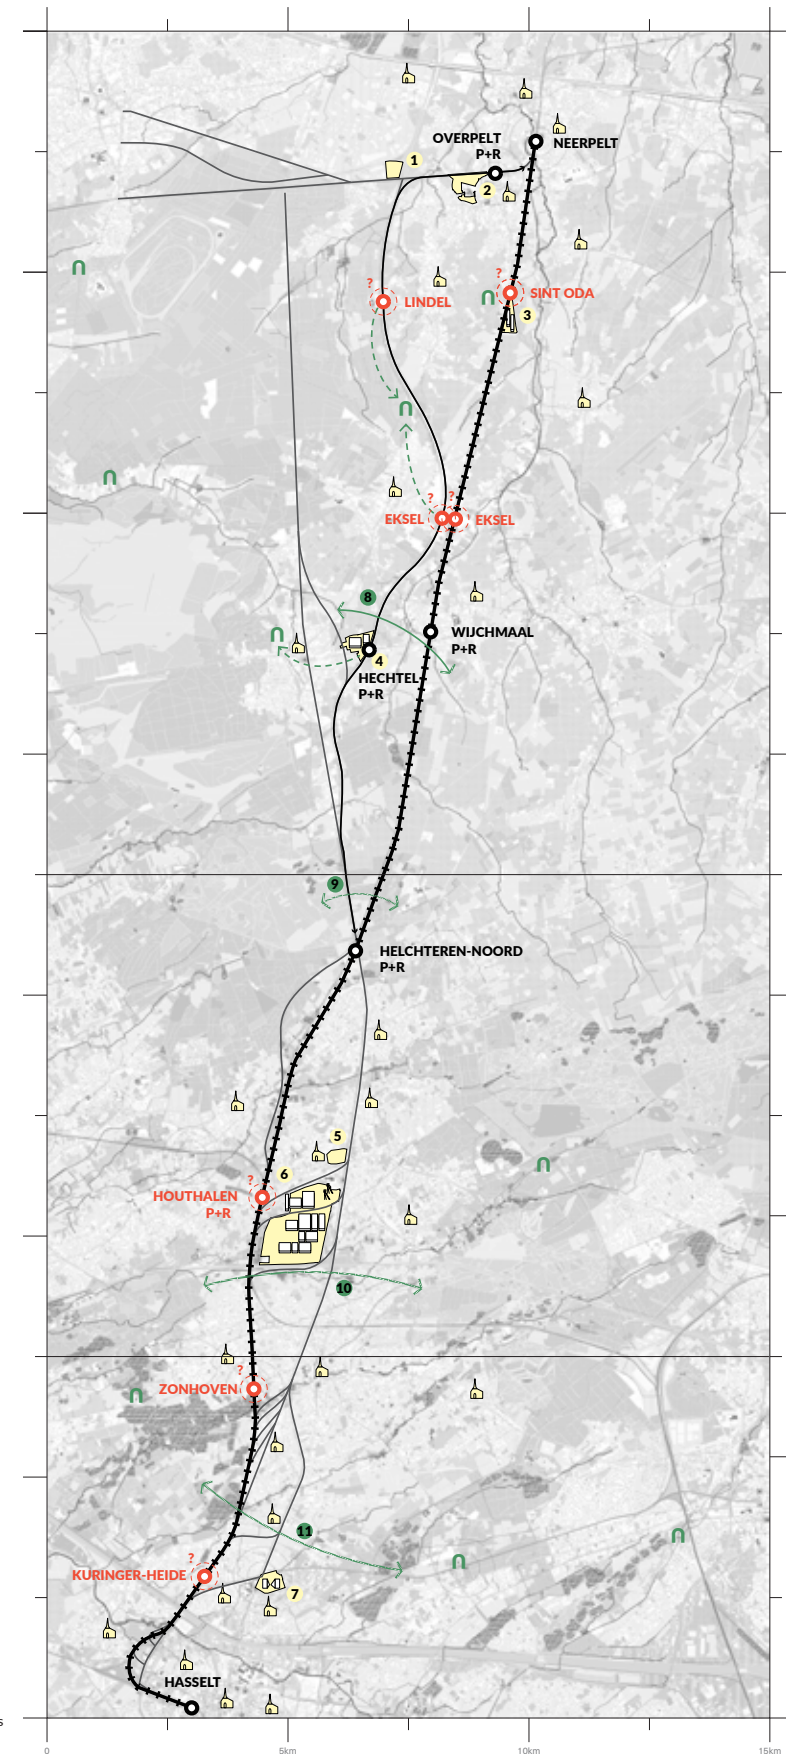 OVERPELT
P+R
NEERPELT
1
2
?
LINDEL
?
SINT ODA
3
?
?
EKSEL
EKSEL
8
WIJCHMAAL
P+R
4
HECHTEL
P+R
9
HELCHTEREN-NOORD
P+R
5
6
?
HOUTHALEN
P+R
10
?
ZONHOVEN
11
?
KURINGER-HEIDE
7
HASSELT
s
0
5km
10km
15km